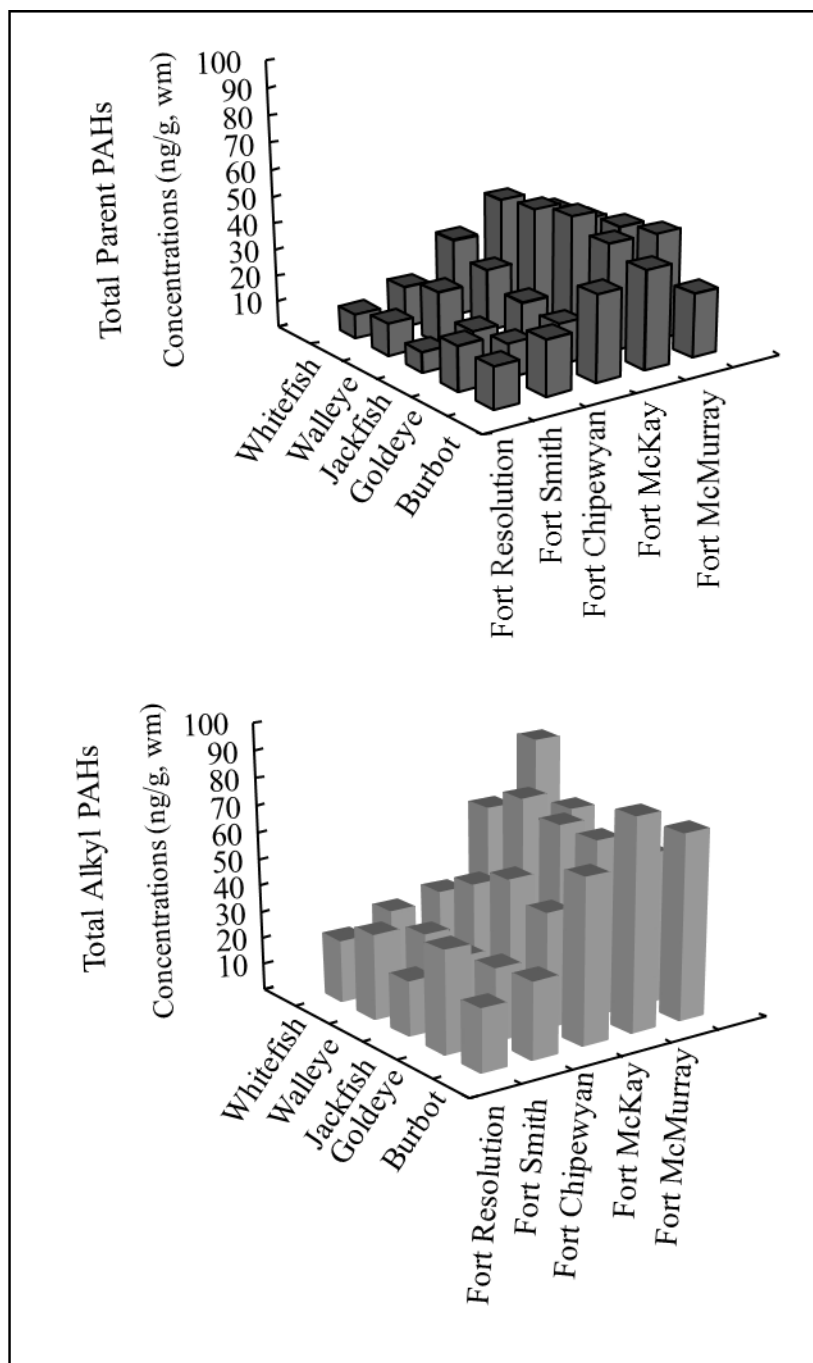 Total Parent PAHs
Concentrations (ng/g, wm)
100
90
80
70
60
50
40
30
20
10
Whitefish
Walleye
Jackfish
Goldeye
Burbot
Fort Resolution
Fort Smith
Fort Chipewyan
Fort McKay
Fort McMurray
Total Alkyl PAHs
Concentrations (ng/g, wm)
100
90
80
70
60
50
40
30
20
10
Whitefish
Walleye
Jackfish
Goldeye
Burbot
Fort Resolution
Fort Smith
Fort Chipewyan
Fort McKay
Fort McMurray